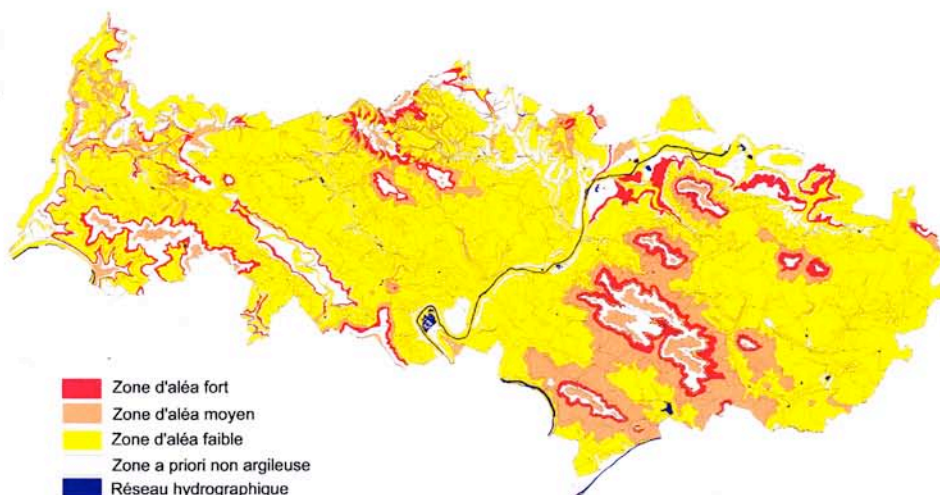 Zone d'aléa fort
Zone d'aléa moyen
Zone d'aléa faible
Zone a priori non argileuse
Réseau hydrographique